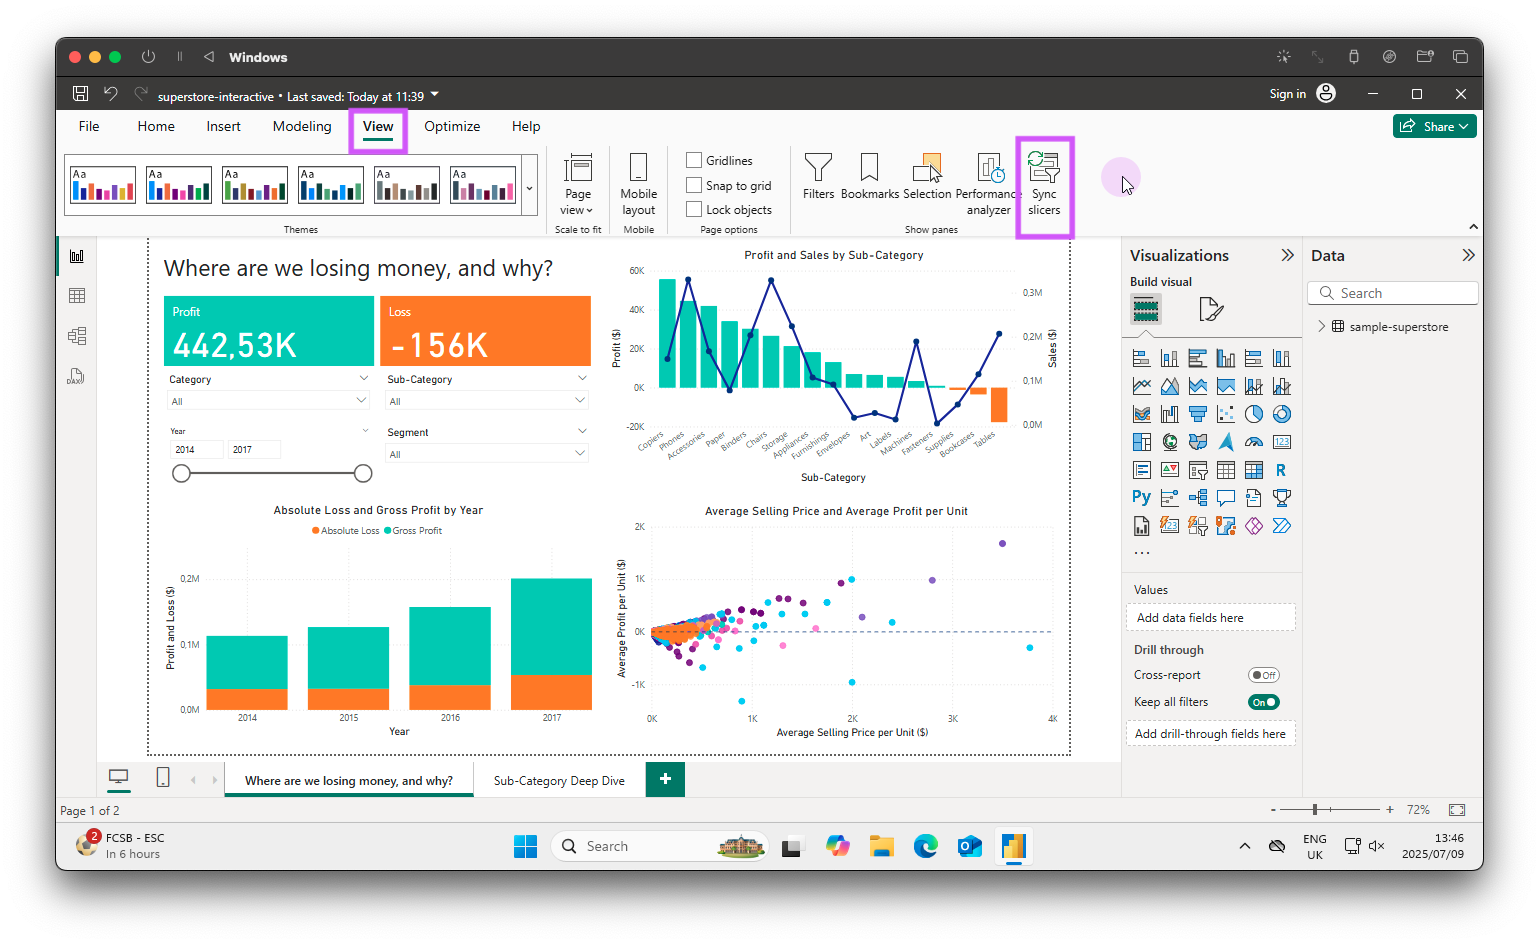 Windows
superstore-interactive • Last saved: Today at 11:39
Sign in
File Home Insert Modeling View Optimize Help
Share
Aa Aa Aa Aa Aa Aa
Themes
Page view
Scale to fit
Mobile layout
Mobile
Gridlines
Snap to grid
Lock objects
Page options
Filters
Bookmarks
Selection
Performance analyzer
Sync slicers
Show panes
Where are we losing money, and why?
Profit
442,53K
Loss
-156K
Category
All
Sub-Category
All
Year
2014 2017
Segment
All
Profit and Sales by Sub-Category
Profit ($)
60K
40K
20K
0K
-20K
0,3M
0,2M
0,1M
0,0M
Sales ($)
Copiers Phones Accessories Paper Binders Chairs Storage Appliances Furnishings Envelopes Art Labels Machines Fasteners Supplies Bookcases Tables
Sub-Category
Absolute Loss and Gross Profit by Year
Absolute Loss Gross Profit
Profit and Loss ($)
0,2M
0,1M
0,0M
2014 2015 2016 2017
Year
Average Selling Price and Average Profit per Unit
Average Profit per Unit ($)
2K
1K
0K
-1K
0K 1K 2K 3K 4K
Average Selling Price per Unit ($)
Visualizations
Build visual
123
R
Py
123
...
Values
Add data fields here
Drill through
Cross-report Off
Keep all filters On
Add drill-through fields here
Data
Search
sample-superstore
DAX
Where are we losing money, and why? Sub-Category Deep Dive +
Page 1 of 2
- + 72%
2
FCSB - ESC
In 6 hours
Search
ENG
UK
13:46
2025/07/09